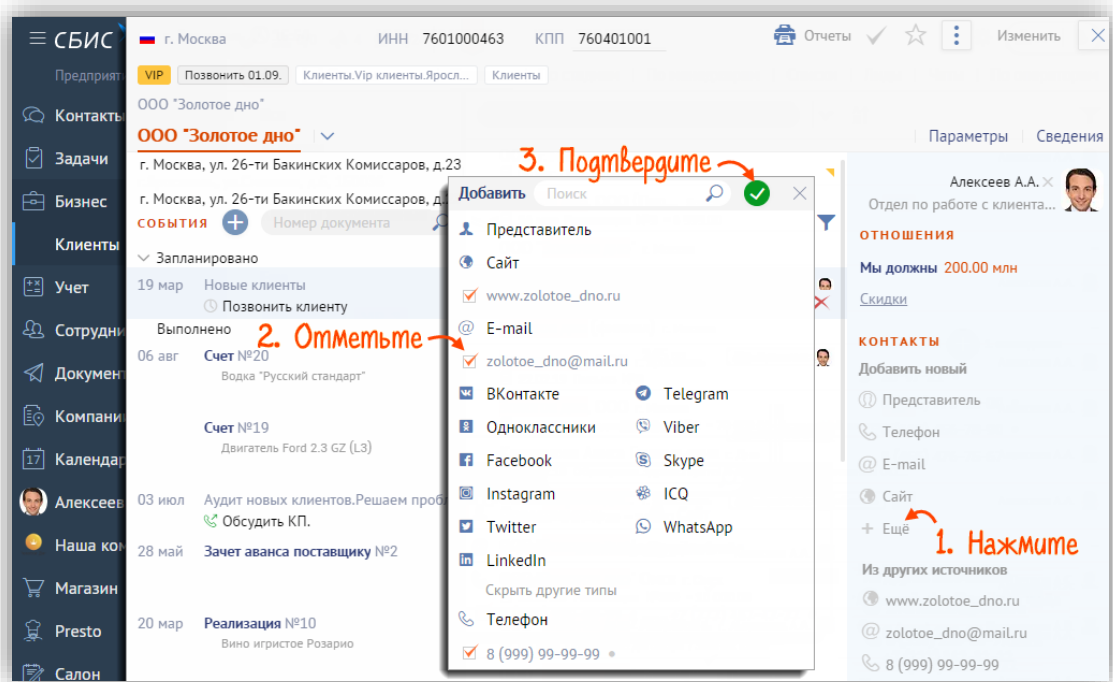 СБИС
Предприят
Контакты
Задачи
Бизнес
Клиенты
Учет
Сотрудни
Документ
Компани
17 Календар
Алексеев
Наша ком
Магазин
Presto
Салон
г. Москва ИНН 7601000463 КПП 760401001 Отчеты Изменить
VIP Позвонить 01.09. Клиенты.Vip клиенты.Яросл... Клиенты
ООО "Золотое дно"
ООО "Золотое дно" Параметры Сведения
г. Москва, ул. 26-ти Бакинских Комиссаров, д.23
г. Москва, ул. 26-ти Бакинских Комиссаров, д.
СОБЫТИЯ Номер документа
Запланировано
19 мар Новые клиенты
Позвонить клиенту
Выполнено
06 авг Счет №20
Водка "Русский стандарт"
Счет №19
Двигатель Ford 2.3 GZ (L3)
03 июл Аудит новых клиентов.Решаем проб
Обсудить КП.
28 май Зачет аванса поставщику №2
20 мар Реализация №10
Вино игристое Розарио
3. Подтвердите
Добавить Поиск
Представитель
Сайт
www.zolotoe_dno.ru
E-mail
2. Отметьте
zolotoe_dno@mail.ru
ВКонтакте Telegram
Одноклассники Viber
Facebook Skype
Instagram ICQ
Twitter WhatsApp
LinkedIn
Скрыть другие типы
Телефон
8 (999) 99-99-99
Алексеев А.А.
Отдел по работе с клиента...
ОТНОШЕНИЯ
Мы должны 200.00 млн
Скидки
КОНТАКТЫ
Добавить новый
Представитель
Телефон
E-mail
Сайт
Ещё
1. Нажмите
Из других источников
www.zolotoe_dno.ru
zolotoe_dno@mail.ru
8 (999) 99-99-99